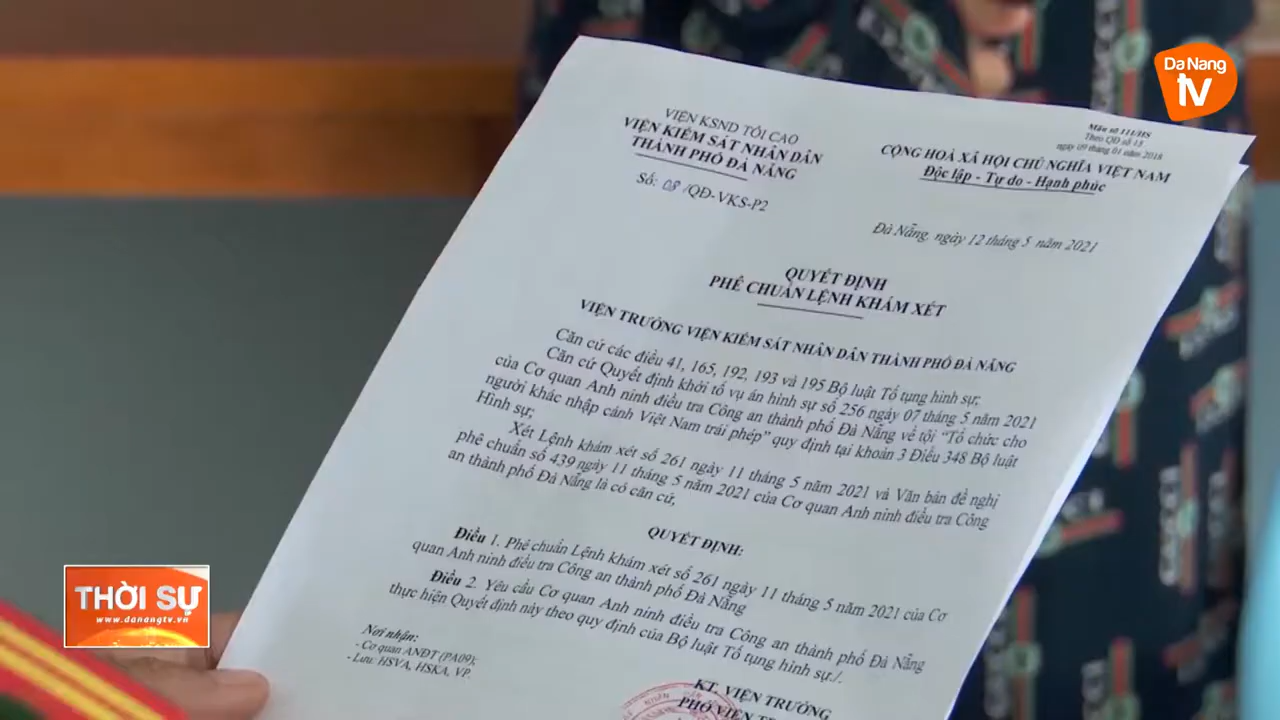 Da Nang
TV
Mẫu số 111/HS
Theo QĐ số 15
ngày 09 tháng 01 năm 2018
VIỆN KSND TỐI CAO
VIỆN KIỂM SÁT NHÂN DÂN
THÀNH PHỐ ĐÀ NẴNG
Số: 08 /QĐ-VKS-P2
CỘNG HOÀ XÃ HỘI CHỦ NGHĨA VIỆT NAM
Độc lập - Tự do - Hạnh phúc
Đà Nẵng, ngày 12 tháng 5 năm 2021
QUYẾT ĐỊNH
PHÊ CHUẨN LỆNH KHÁM XÉT
VIỆN TRƯỞNG VIỆN KIỂM SÁT NHÂN DÂN THÀNH PHỐ ĐÀ NẴNG
Căn cứ các điều 41, 165, 192, 193 và 195 Bộ luật Tố tụng hình sự;
Căn cứ Quyết định khởi tố vụ án hình sự số 256 ngày 07 tháng 5 năm 2021
của Cơ quan Anh ninh điều tra Công an thành phố Đà Nẵng về tội “Tổ chức cho
người khác nhập cảnh Việt Nam trái phép” quy định tại khoản 3 Điều 348 Bộ luật
Hình sự;
Xét Lệnh khám xét số 261 ngày 11 tháng 5 năm 2021 và Văn bản đề nghị
phê chuẩn số 439 ngày 11 tháng 5 năm 2021 của Cơ quan Anh ninh điều tra Công
an thành phố Đà Nẵng là có căn cứ,
QUYẾT ĐỊNH:
Điều 1. Phê chuẩn Lệnh khám xét số 261 ngày 11 tháng 5 năm 2021 của Cơ
quan Anh ninh điều tra Công an thành phố Đà Nẵng
Điều 2. Yêu cầu Cơ quan Anh ninh điều tra Công an thành phố Đà Nẵng
thực hiện Quyết định này theo quy định của Bộ luật Tố tụng hình sự./.
Nơi nhận:
- Cơ quan ANĐT (PA09);
- Lưu: HSVA, HSKA, VP.
KT. VIỆN TRƯỞNG
PHÓ VIỆN
THỜI SỰ
www.danangtv.vn